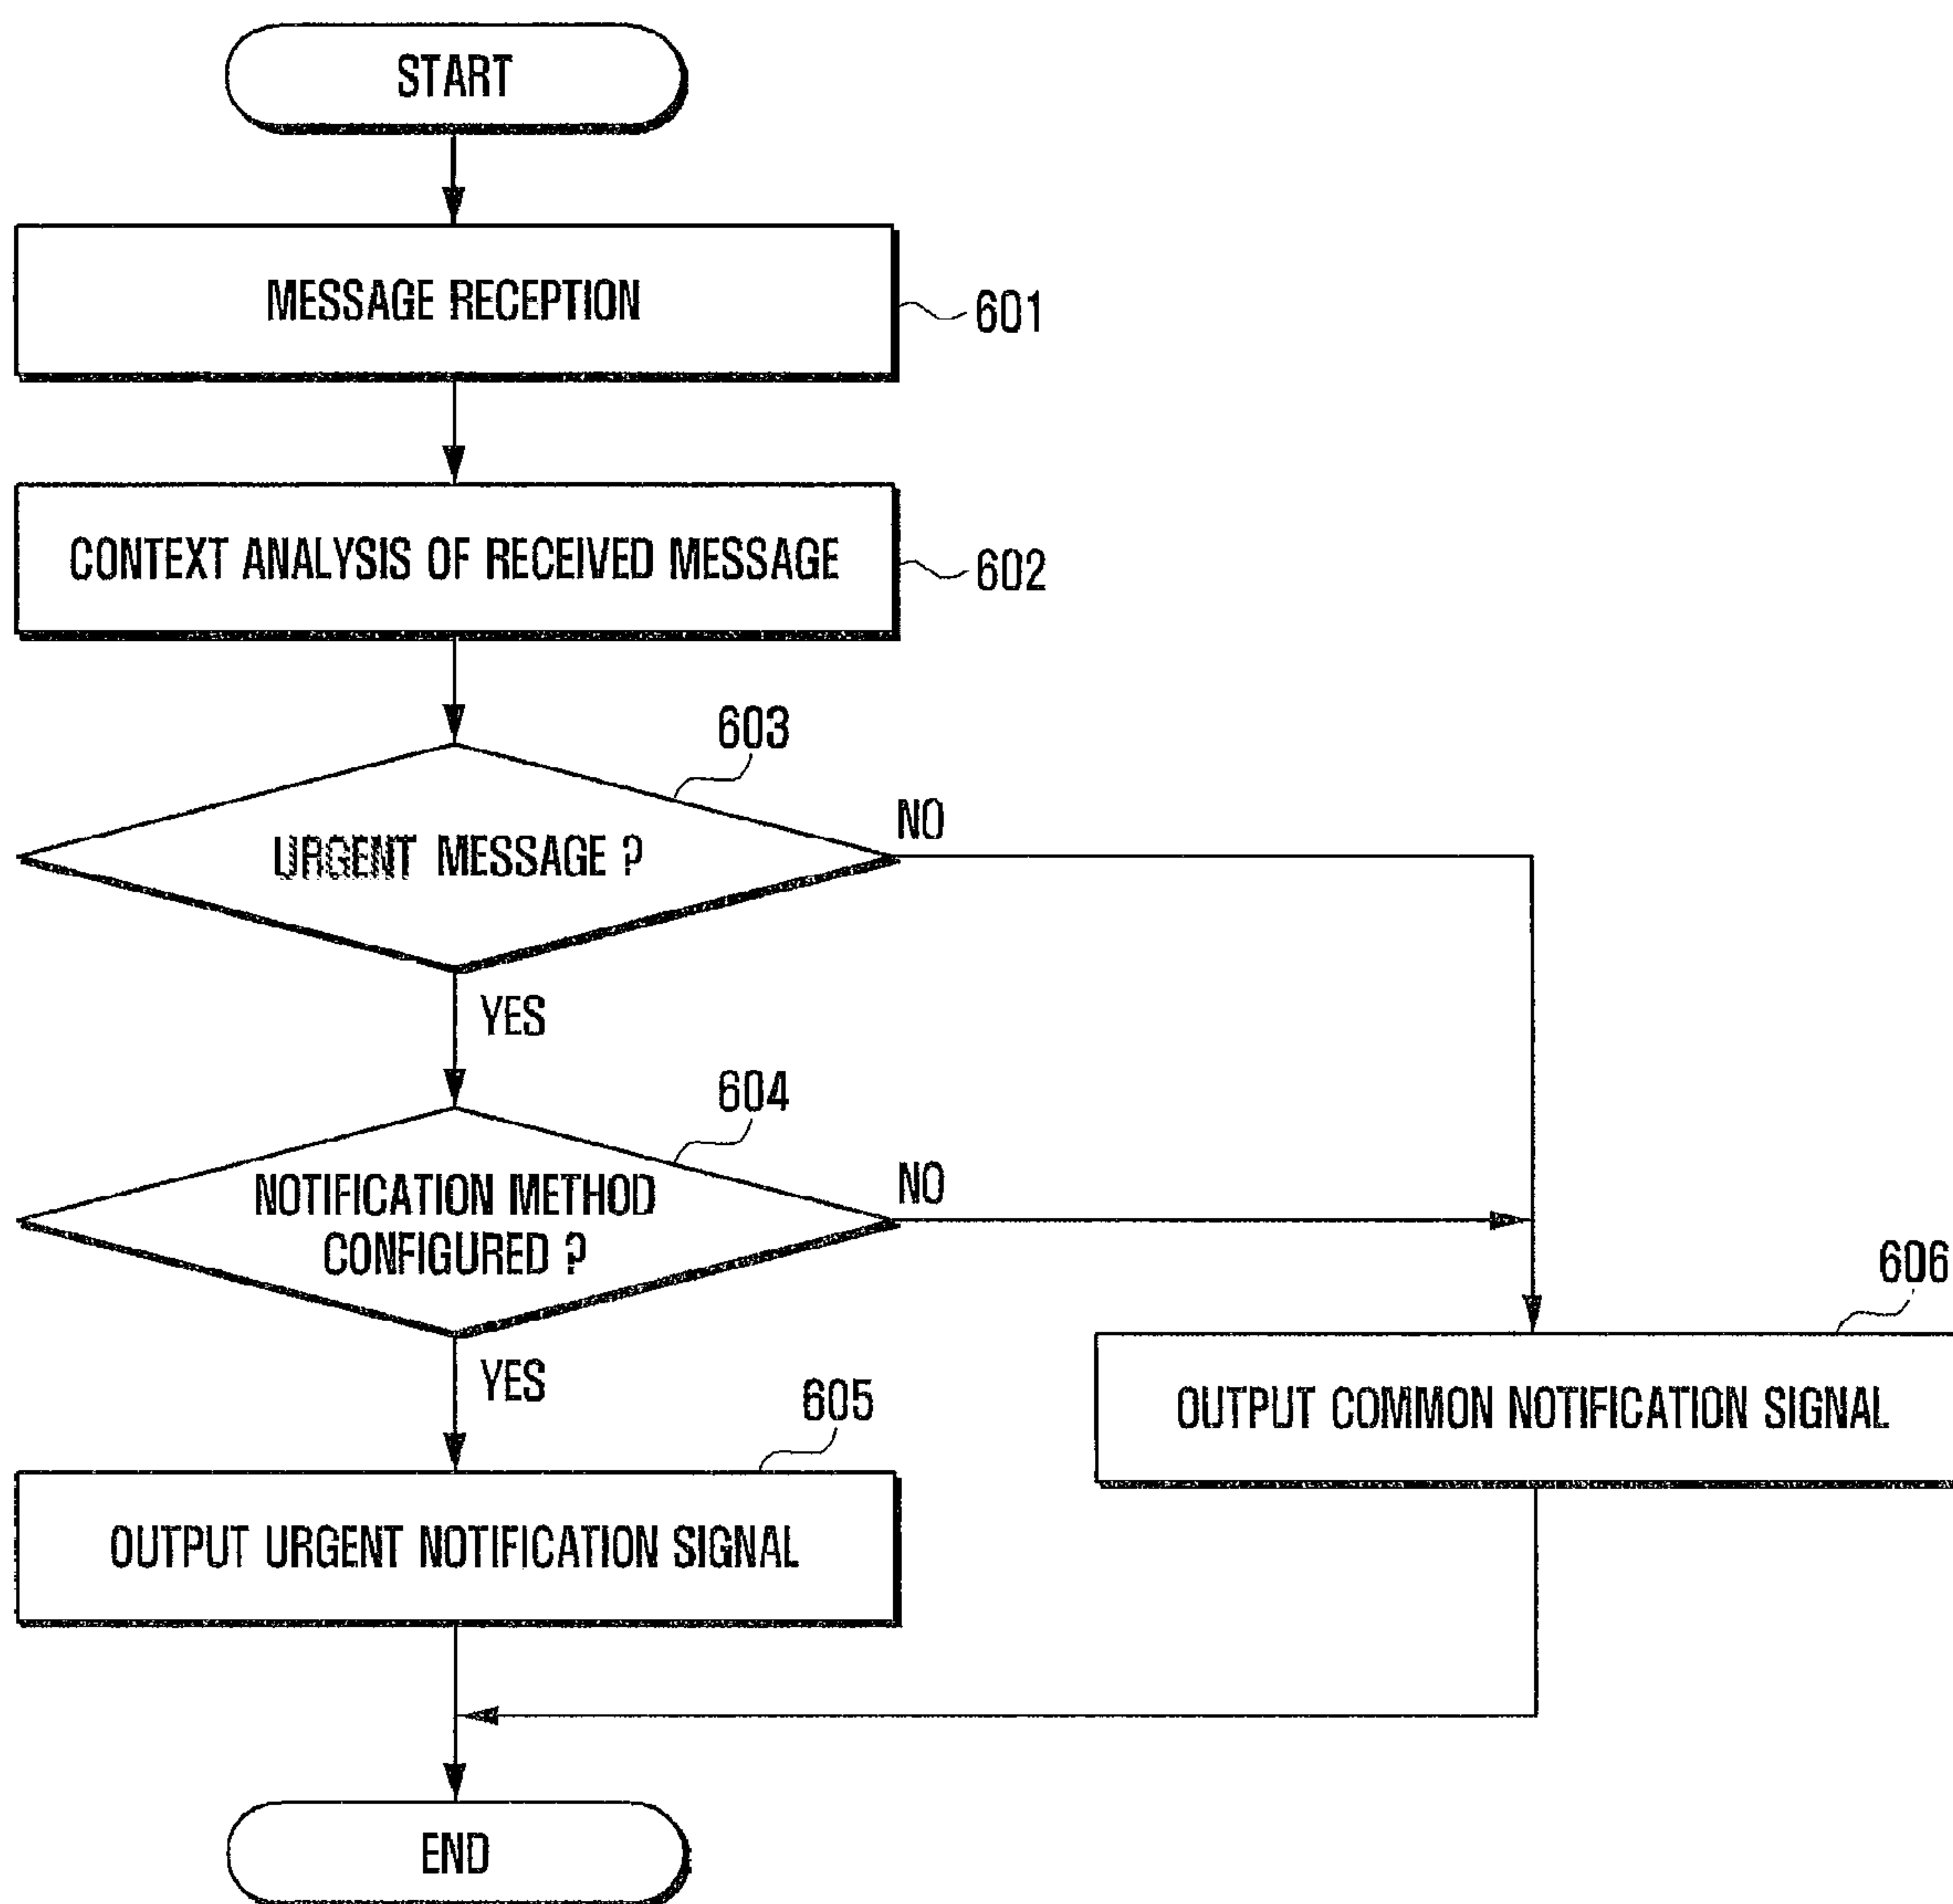 START
MESSAGE RECEPTION
601
CONTEXT ANALYSIS OF RECEIVED MESSAGE
602
603
URGENT MESSAGE ?
NO
YES
604
NOTIFICATION METHOD
CONFIGURED ?
NO
YES
605
OUTPUT URGENT NOTIFICATION SIGNAL
606
OUTPUT COMMON NOTIFICATION SIGNAL
END